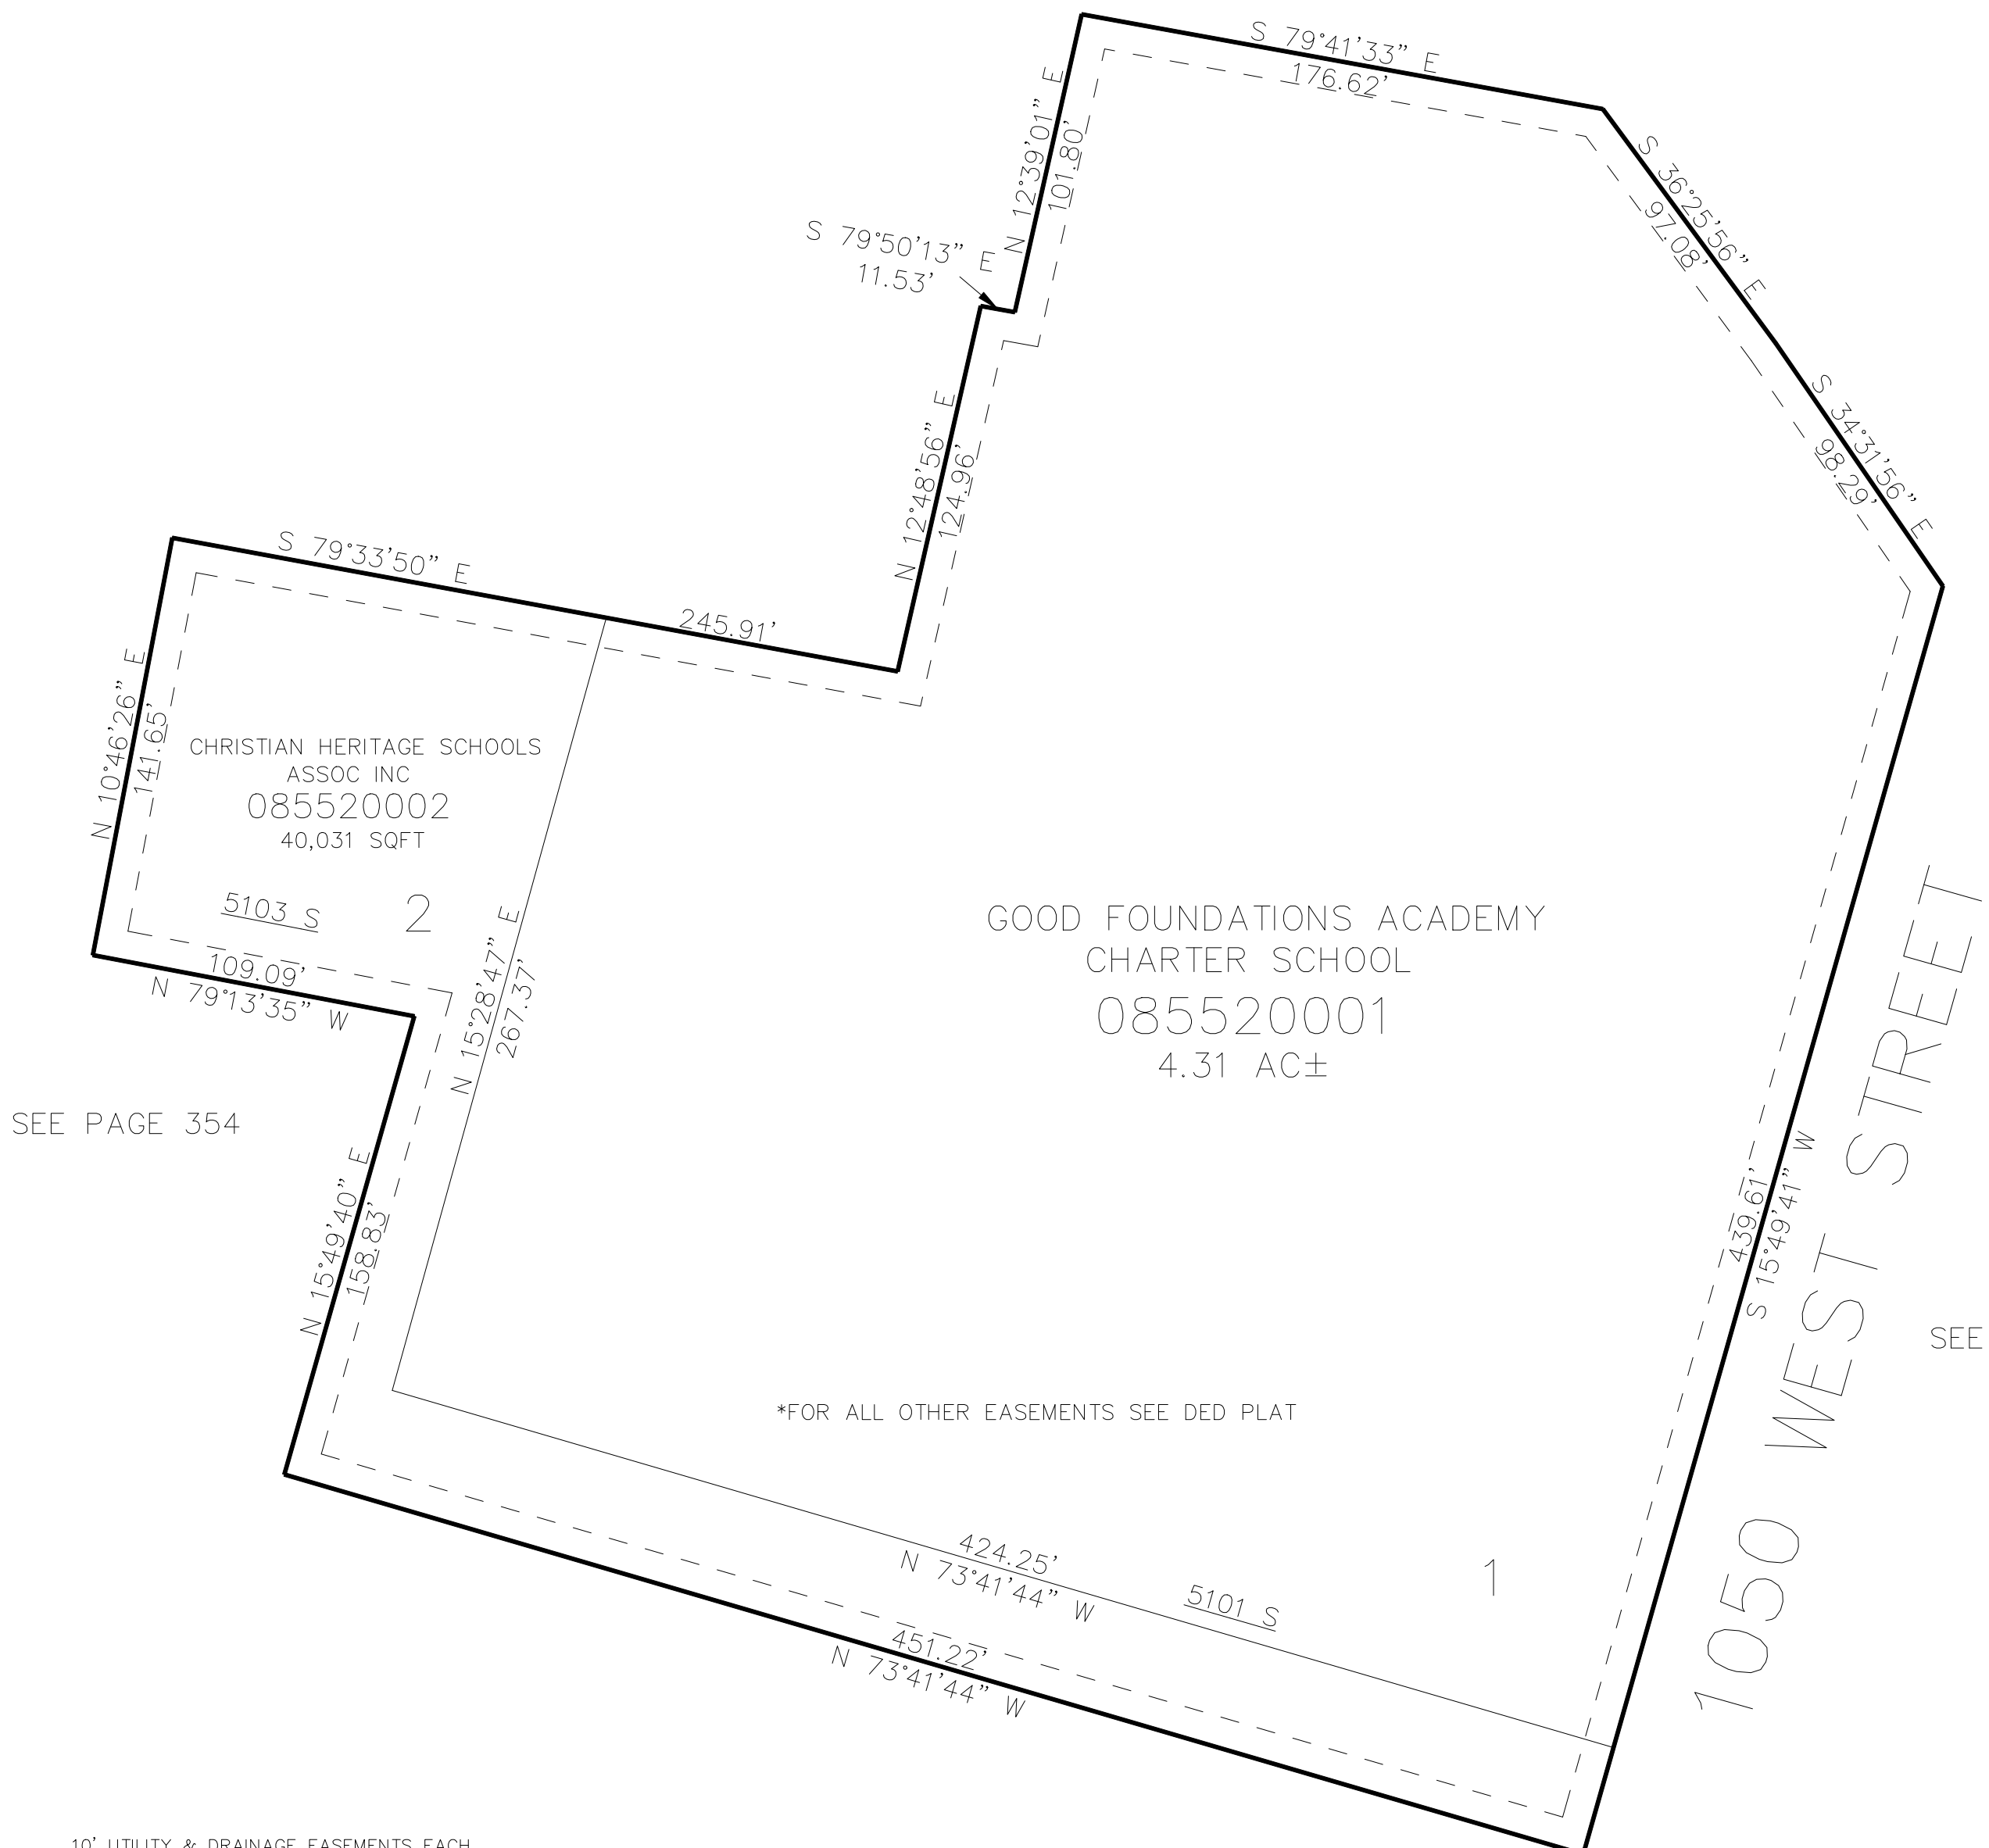 S 79°41'33" E
176.62'
N 12°39'01" E
101.80'
S 36°25'56" E
97.08'
S 79°50'13" E
11.53'
S 34°31'56" E
98.29'
N 12°48'56" E
124.96'
S 79°33'50" E
245.91'
N 10°46'26" E
141.65'
CHRISTIAN HERITAGE SCHOOLS
ASSOC INC
085520002
40,031 SQFT
5103 S
2
109.09'
N 79°13'35" W
N 15°28'47" E
267.37'
GOOD FOUNDATIONS ACADEMY
CHARTER SCHOOL
085520001
4.31 AC±
SEE PAGE 354
N 15°49'40" E
158.83'
439.61'
S 15°49'41" W
1050 WEST STREET
SEE
*FOR ALL OTHER EASEMENTS SEE DED PLAT
424.25'
N 73°41'44" W
5101 S
1
451.22'
N 73°41'44" W
10' UTILITY & DRAINAGE EASEMENTS EACH